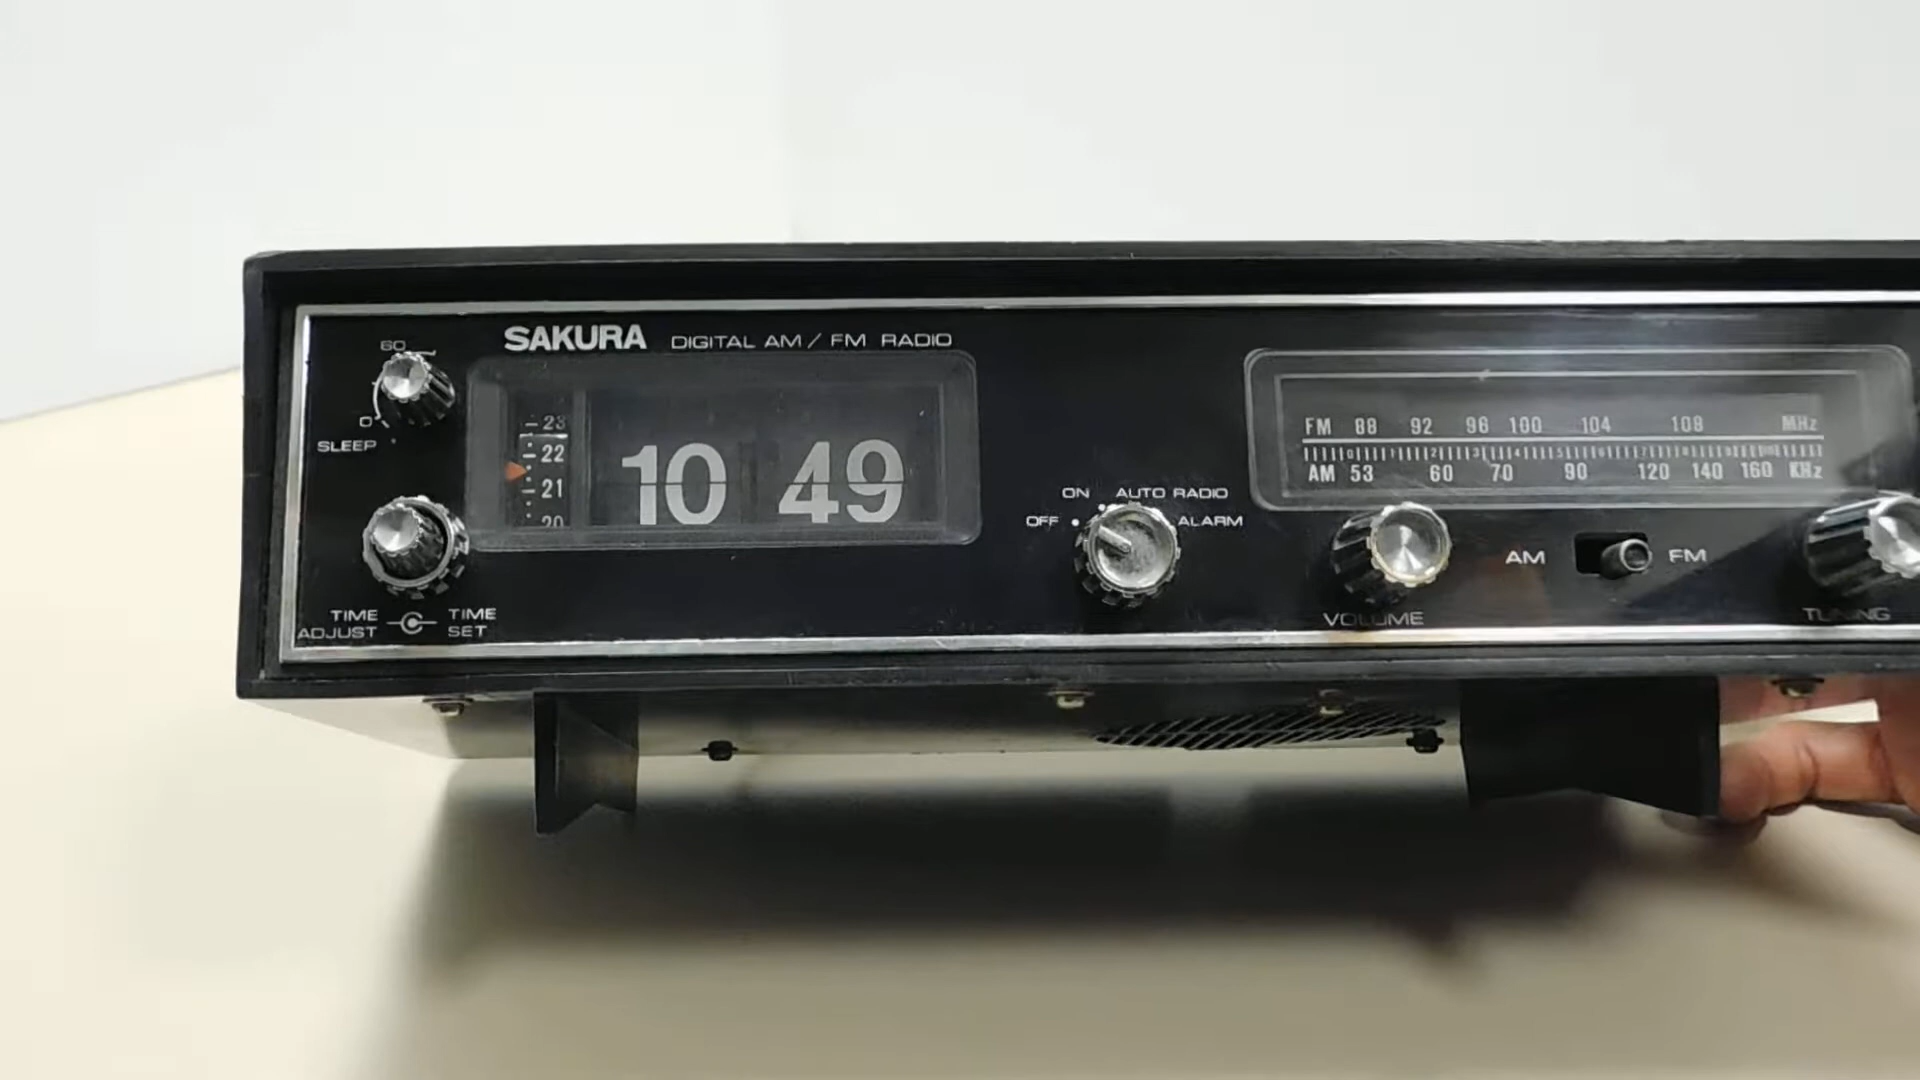 SAKURA DIGITAL AM / FM RADIO
60
0
SLEEP
23
22
21
20
10 49
TIME ADJUST
TIME SET
ON AUTO RADIO
OFF ALARM
FM 88 92 96 100 104 108 MHz
AM 53 60 70 90 120 140 160 KHz
VOLUME
AM FM
TUNING